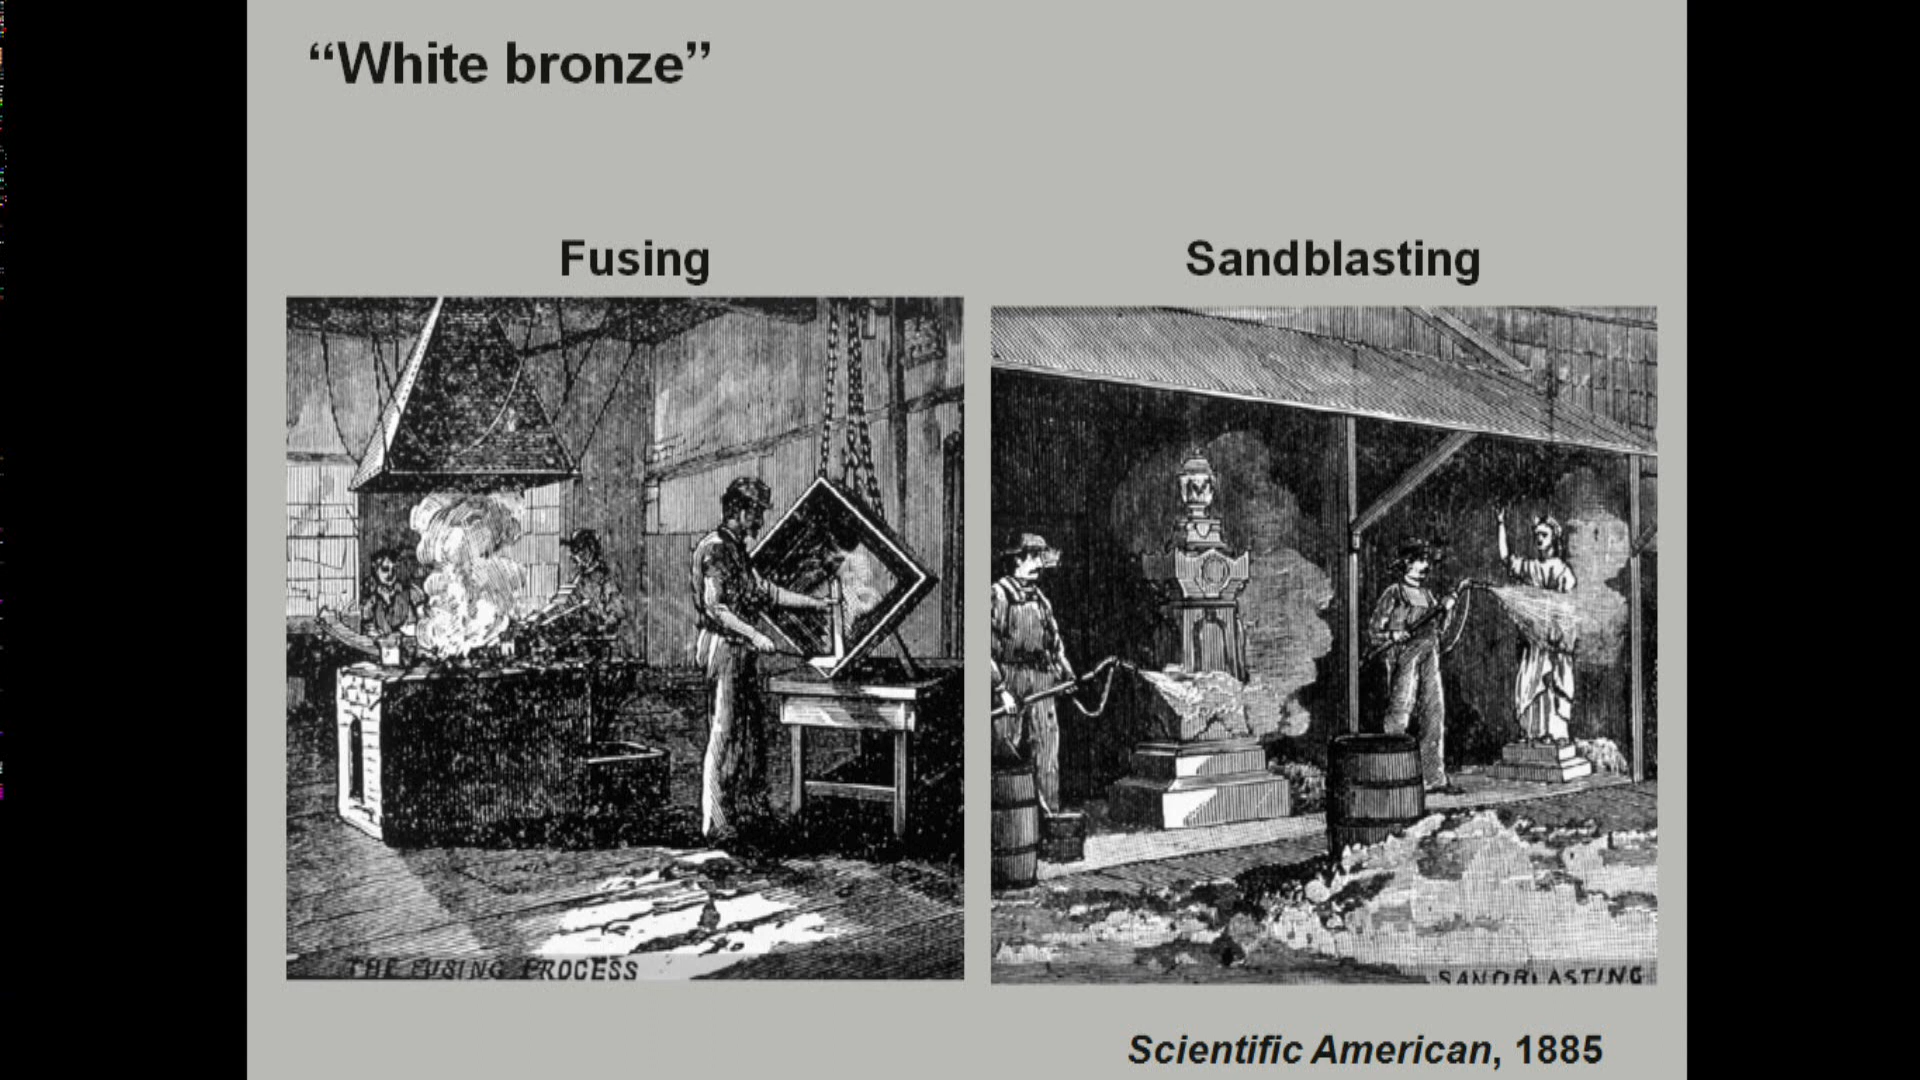 “White bronze”
Fusing
Sandblasting
THE FUSING PROCESS
SANDBLASTING
Scientific American, 1885